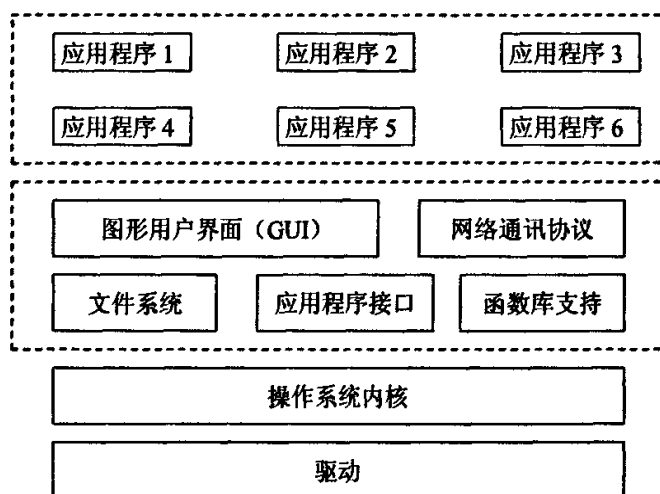 应用程序 1
应用程序 2
应用程序 3
应用程序 4
应用程序 5
应用程序 6
图形用户界面（GUI）
网络通讯协议
文件系统
应用程序接口
函数库支持
操作系统内核
驱动